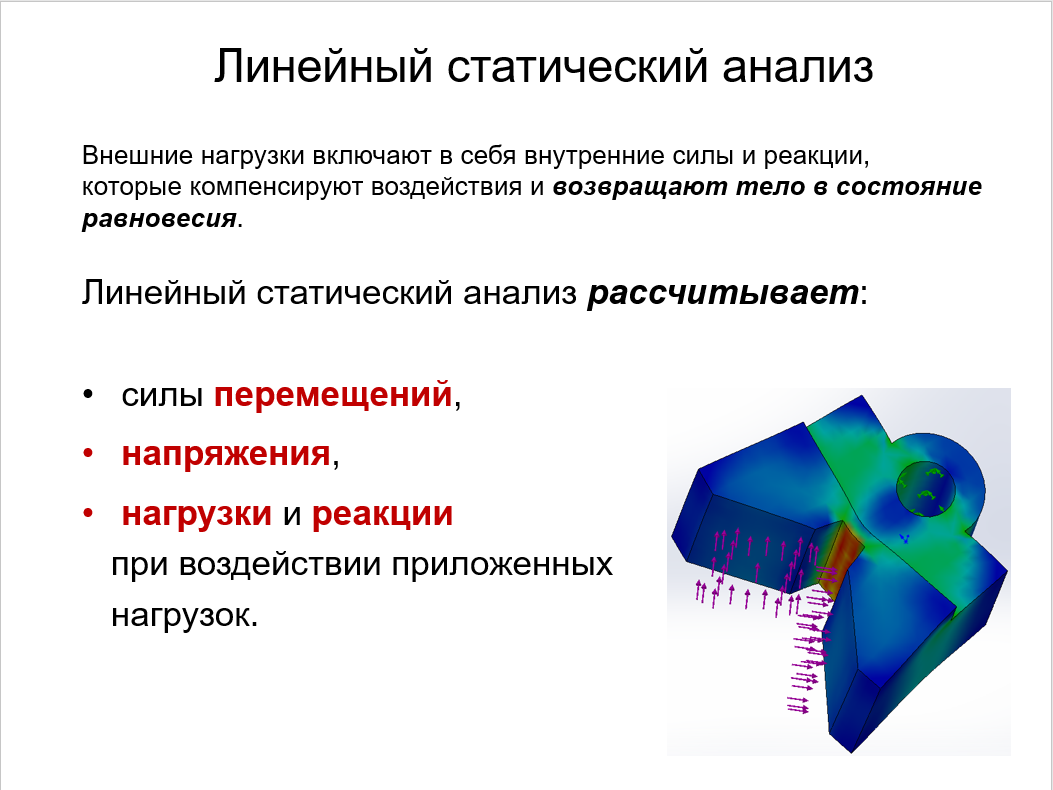 Линейный статический анализ
Внешние нагрузки включают в себя внутренние силы и реакции,
которые компенсируют воздействия и возвращают тело в состояние
равновесия.
Линейный статический анализ рассчитывает:
• силы перемещений,
• напряжения,
• нагрузки и реакции
при воздействии приложенных
нагрузок.